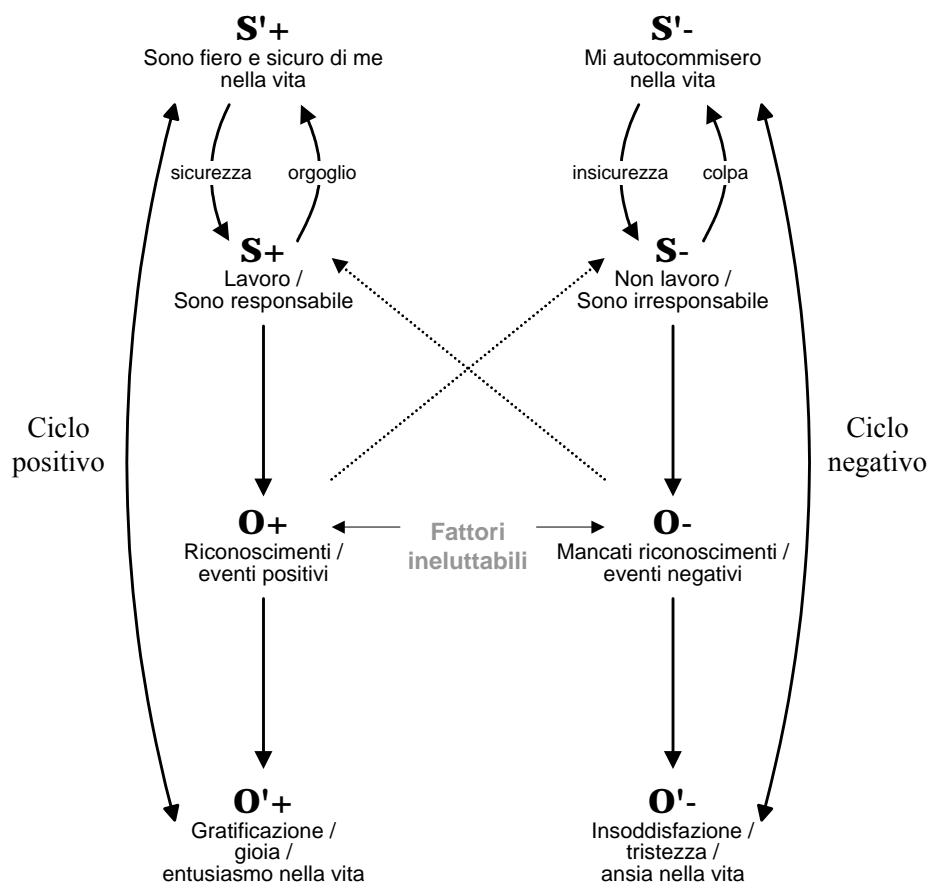 S'+
Sono fiero e sicuro di me
nella vita
S'-
Mi autocommisero
nella vita
sicurezza
orgoglio
insicurezza
colpa
S+
Lavoro /
Sono responsabile
S-
Non lavoro /
Sono irresponsabile
Ciclo
positivo
Ciclo
negativo
O+
Riconoscimenti /
eventi positivi
Fattori
ineluttabili
O-
Mancati riconoscimenti /
eventi negativi
O'+
Gratificazione /
gioia /
entusiasmo nella vita
O'-
Insoddisfazione /
tristezza /
ansia nella vita